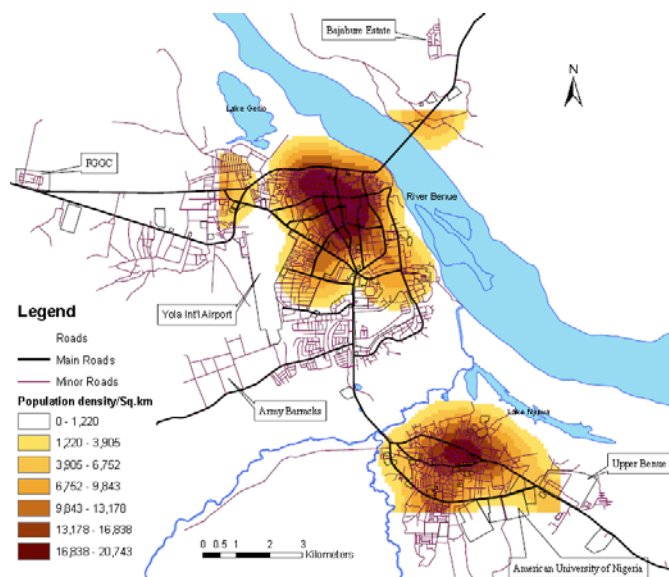 Bajabure Estate
N
Lake Gerio
FGGC
River Benue
Legend
Roads
Main Roads
Minor Roads
Population density/Sq.km
0 - 1,220
1,220 - 3,905
3,905 - 6,752
6,752 - 9,843
9,843 - 13,178
13,178 - 16,838
16,838 - 20,743
Yola Int'l Airport
Army Barracks
Lake Njuwa
Upper Benue
0 0.5 1 2 3
Kilometers
American University of Nigeria